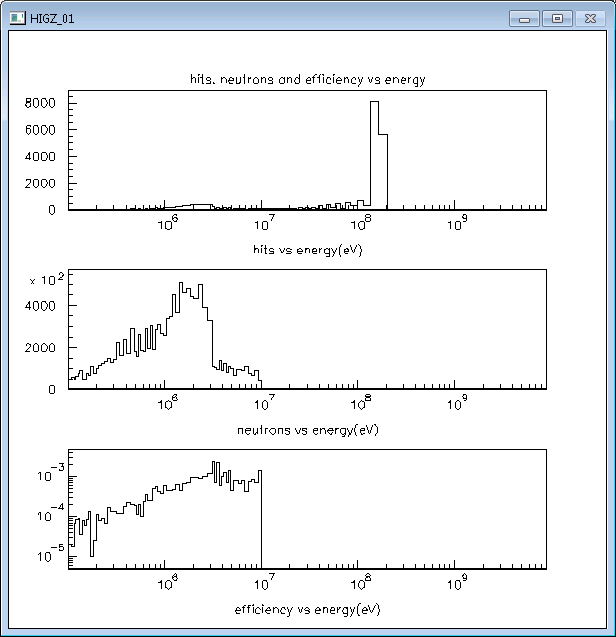 HIGZ_01
hits, neutrons and efficiency vs energy
8000
6000
4000
2000
0
10^6 10^7 10^8 10^9
hits vs energy(eV)
x 10^2
4000
2000
0
10^6 10^7 10^8 10^9
neutrons vs energy(eV)
10^-3
10^-4
10^-5
10^6 10^7 10^8 10^9
efficiency vs energy(eV)